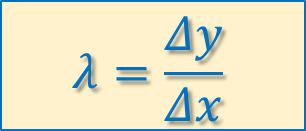 λ = Δy / Δx